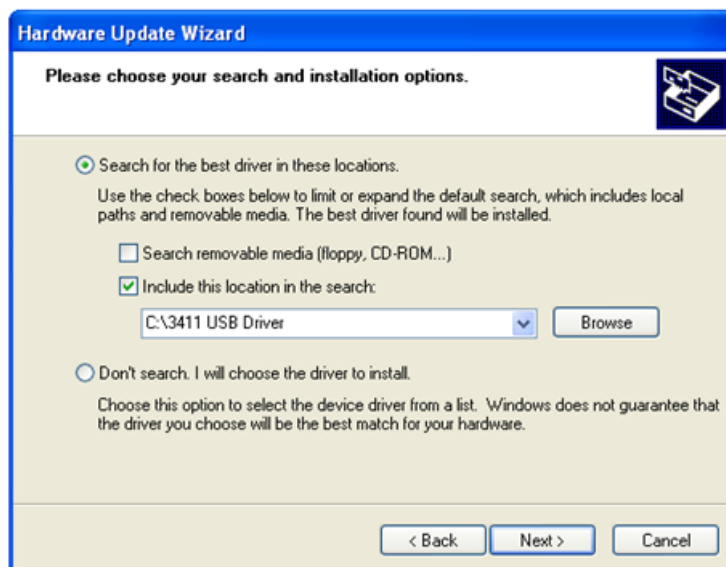 Hardware Update Wizard
Please choose your search and installation options.
Search for the best driver in these locations.
Use the check boxes below to limit or expand the default search, which includes local
paths and removable media. The best driver found will be installed.
Search removable media (floppy, CD-ROM...)
Include this location in the search:
C:\3411 USB Driver
Browse
Don't search. I will choose the driver to install.
Choose this option to select the device driver from a list. Windows does not guarantee that
the driver you choose will be the best match for your hardware.
< Back
Next >
Cancel